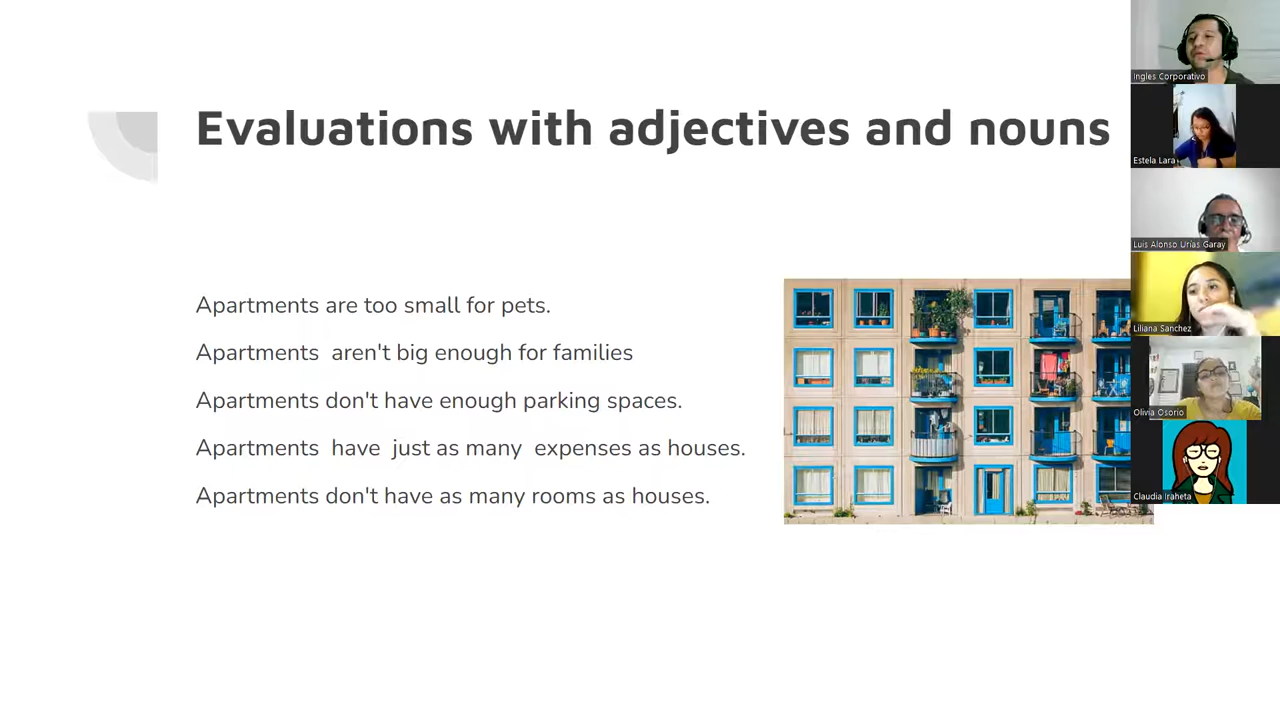 Evaluations with adjectives and nouns
Apartments are too small for pets.
Apartments  aren't big enough for families
Apartments don't have enough parking spaces.
Apartments  have  just as many  expenses as houses.
Apartments don't have as many rooms as houses.
Ingles Corporativo
Estela Lara
Luis Alonso Urías Garay
Liliana Sanchez
Olivia Osorio
Claudia Iraheta